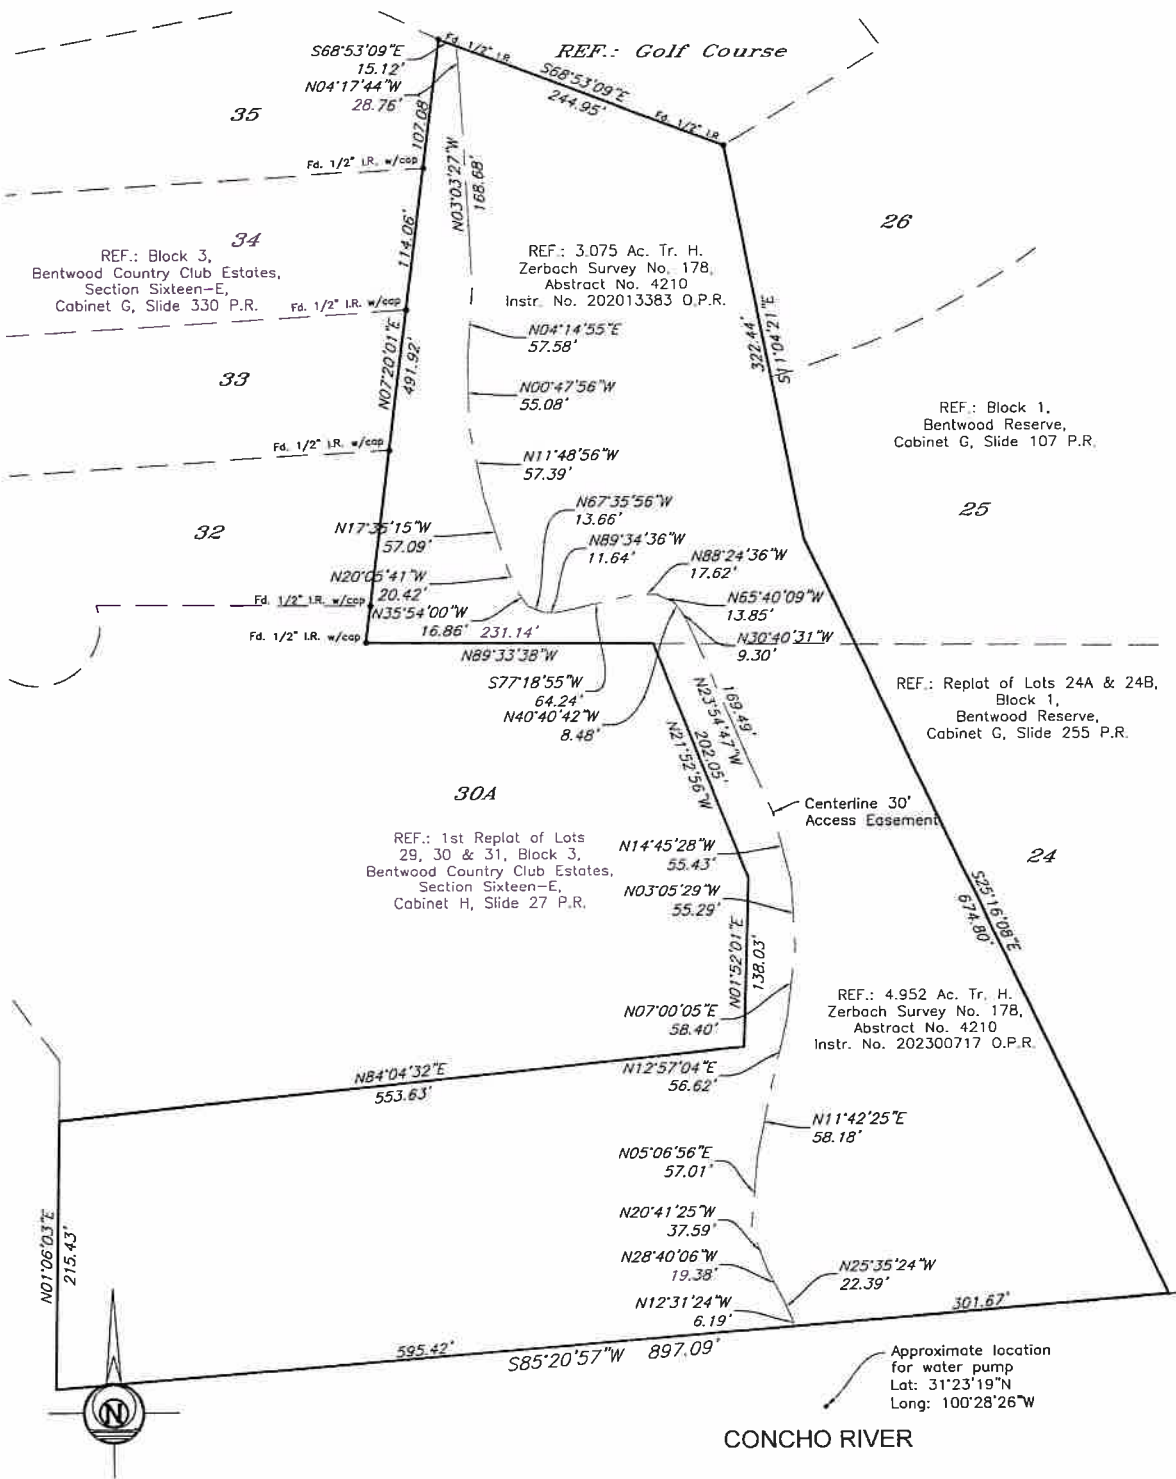 REF.: Golf Course
Fd. 1/2" I.R.
S68°53'09"E
15.12'
N04°17'44"W
28.76'
S68°53'09"E
244.95'
Fd. 1/2" I.R.
35
107.08
Fd. 1/2" I.R. w/cap
N03°03'27"W
168.68'
34
REF.: Block 3,
Bentwood Country Club Estates,
Section Sixteen-E,
Cabinet G, Slide 330 P.R.
114.06'
Fd. 1/2" I.R. w/cap
REF.: 3.075 Ac. Tr. H.
Zerbach Survey No. 178,
Abstract No. 4210
Instr. No. 202013383 O.P.R.
26
322.44'
S11°04'21"E
N07°20'01"E
491.92'
N04°14'55"E
57.58'
33
N00°47'56"W
55.08'
REF.: Block 1,
Bentwood Reserve,
Cabinet G, Slide 107 P.R.
Fd. 1/2" I.R. w/cap
N11°48'56"W
57.39'
25
32
N17°35'15"W
57.09'
N67°35'56"W
13.66'
N89°34'36"W
11.64'
N88°24'36"W
17.62'
N20°05'41"W
20.42'
Fd. 1/2" I.R. w/cap
N35°54'00"W
16.86'
N65°40'09"W
13.85'
Fd. 1/2" I.R. w/cap
231.14'
N89°33'38"W
N30°40'31"W
9.30'
S77°18'55"W
64.24'
N40°40'42"W
8.48'
169.49'
N23°54'47"W
202.05'
N21°52'56"W
REF.: Replat of Lots 24A & 24B,
Block 1,
Bentwood Reserve,
Cabinet G, Slide 255 P.R.
30A
Centerline 30'
Access Easement
REF.: 1st Replat of Lots
29, 30 & 31, Block 3,
Bentwood Country Club Estates,
Section Sixteen-E,
Cabinet H, Slide 27 P.R.
N14°45'28"W
55.43'
24
N03°05'29"W
55.29'
S25°16'08"E
674.80'
N01°52'01"E
138.03'
REF.: 4.952 Ac. Tr. H.
Zerbach Survey No. 178,
Abstract No. 4210
Instr. No. 202300717 O.P.R.
N07°00'05"E
58.40'
N84°04'32"E
553.63'
N12°57'04"E
56.62'
N11°42'25"E
58.18'
N05°06'56"E
57.01'
N01°06'03"E
215.43'
N20°41'25"W
37.59'
N28°40'06"W
19.38'
N25°35'24"W
22.39'
N12°31'24"W
6.19'
301.67'
595.42'
S85°20'57"W 897.09'
Approximate location
for water pump
Lat: 31°23'19"N
Long: 100°28'26"W
N
CONCHO RIVER